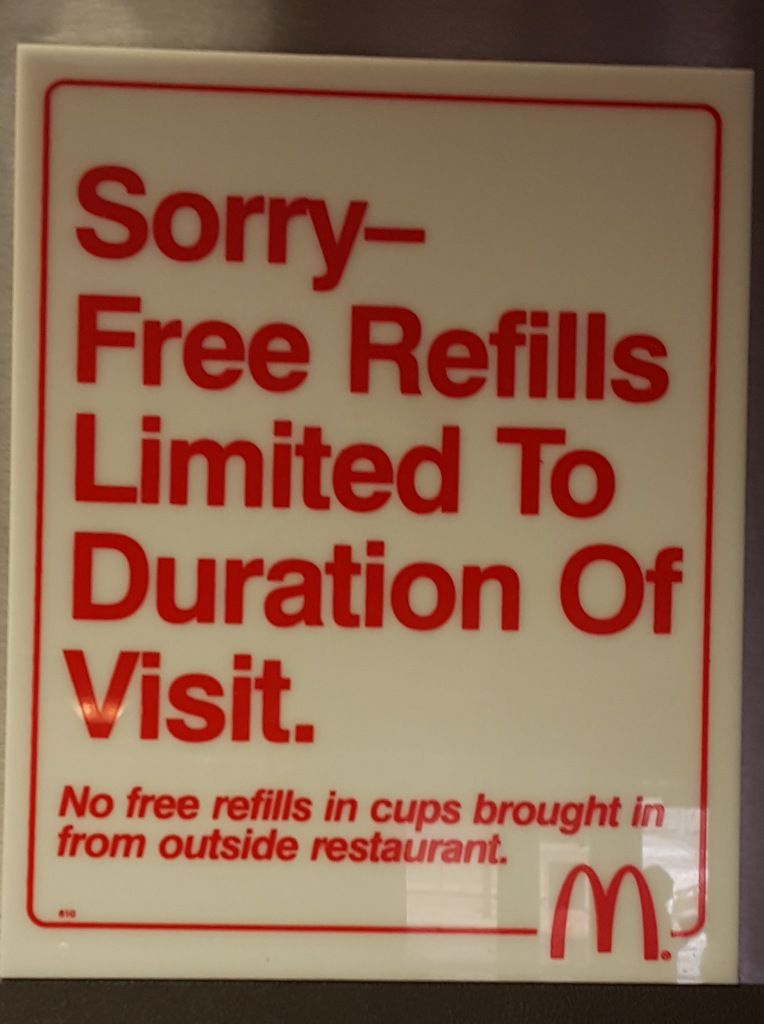 Sorry–
Free Refills
Limited To
Duration Of
Visit.
No free refills in cups brought in
from outside restaurant.
M